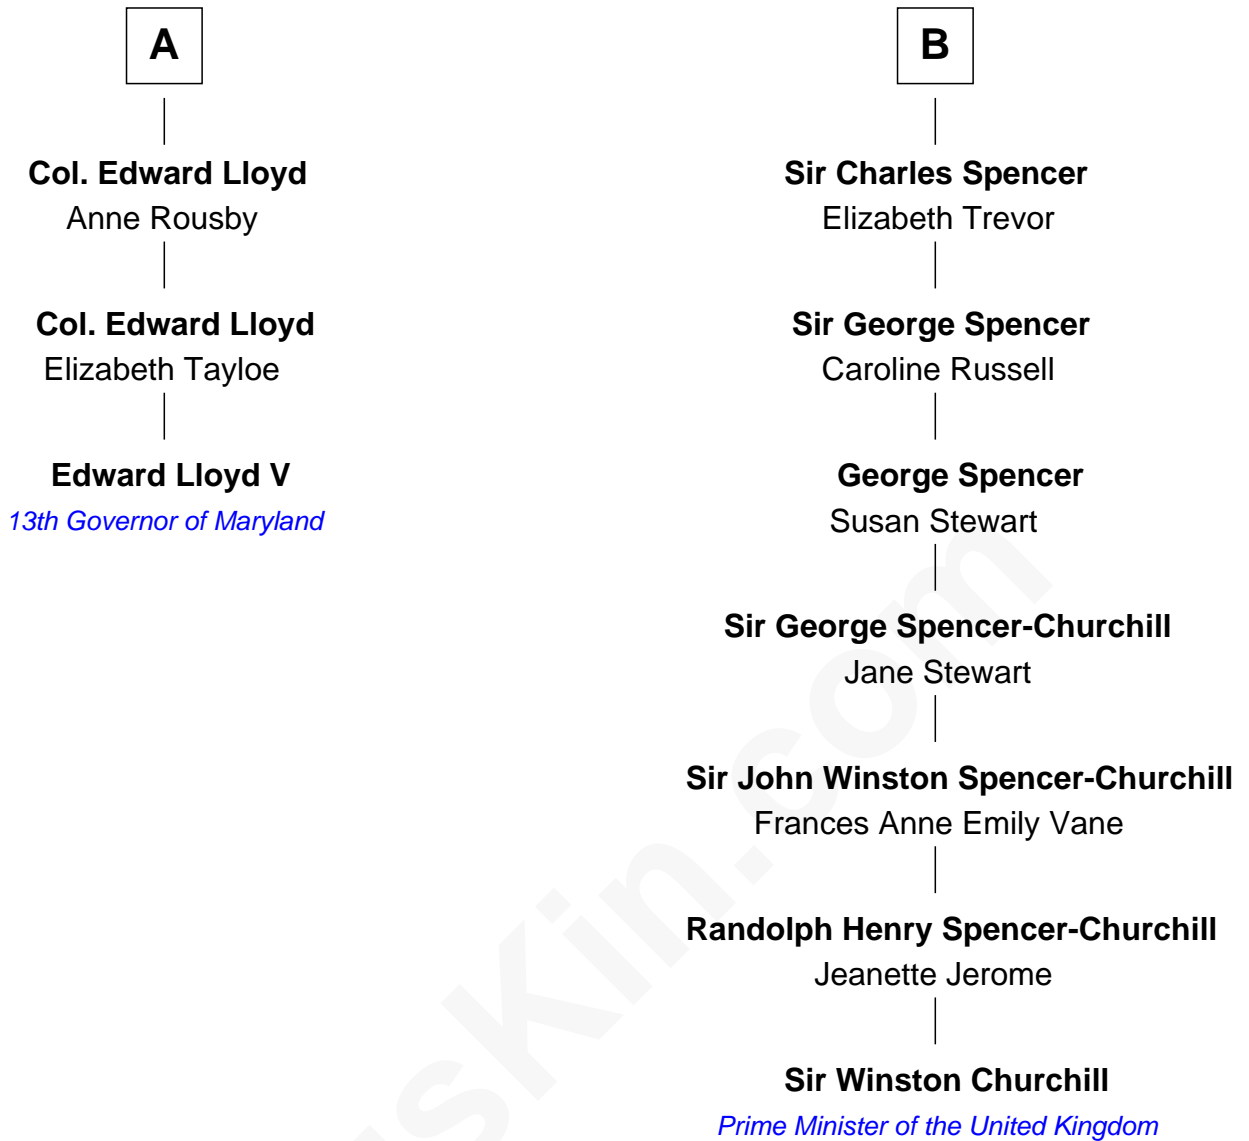 A
Col. Edward Lloyd
Anne Rousby
Col. Edward Lloyd
Elizabeth Tayloe
Edward Lloyd V
13th Governor of Maryland
B
Sir Charles Spencer
Elizabeth Trevor
Sir George Spencer
Caroline Russell
George Spencer
Susan Stewart
Sir George Spencer-Churchill
Jane Stewart
Sir John Winston Spencer-Churchill
Frances Anne Emily Vane
Randolph Henry Spencer-Churchill
Jeanette Jerome
Sir Winston Churchill
Prime Minister of the United Kingdom